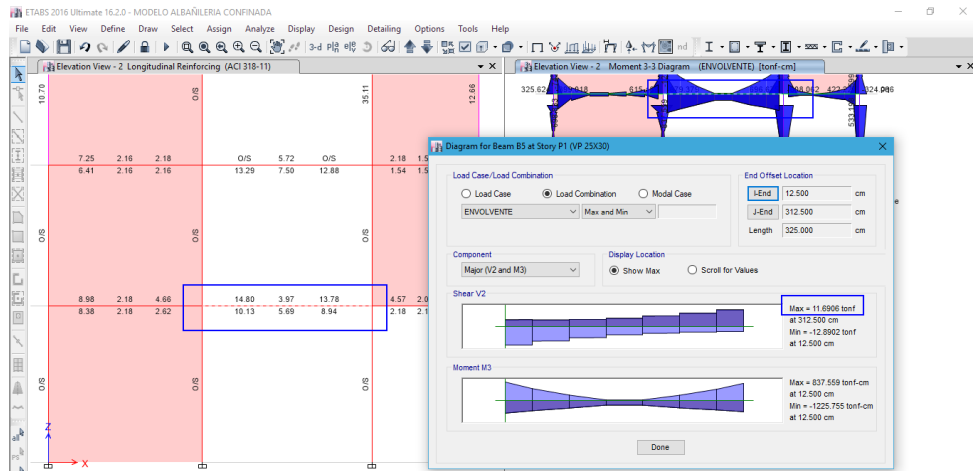 ETABS 2016 Ultimate 16.2.0 - MODELO ALBAÑILERIA CONFINADA
File Edit View Define Draw Select Assign Analyze Display Design Detailing Options Tools Help
3-d
nd
Elevation View - 2 Longitudinal Reinforcing (ACI 318-11)
Elevation View - 2 Moment 3-3 Diagram (ENVOLVENTE) [tonf-cm]
10.70
O/S
35.11
12.66
325.62
533.19
7.25 2.16 2.18 O/S 5.72 O/S 2.18
6.41 2.16 2.16 13.29 7.50 12.88 1.54
O/S
O/S
O/S
8.98 2.18 4.66 14.80 3.97 13.78 4.57
8.38 2.18 2.62 10.13 5.69 8.94 2.18
O/S
O/S
O/S
Z
X
all
Diagram for Beam B5 at Story P1 (VP 25X30)
Load Case/Load Combination
Load Case Load Combination Modal Case
ENVOLVENTE Max and Min
End Offset Location
I-End 12.500 cm
J-End 312.500 cm
Length 325.000 cm
Component
Major (V2 and M3)
Display Location
Show Max Scroll for Values
Shear V2
Max = 11.6906 tonf
at 312.500 cm
Min = -12.8902 tonf
at 12.500 cm
Moment M3
Max = 837.559 tonf-cm
at 12.500 cm
Min = -1225.755 tonf-cm
at 12.500 cm
Done